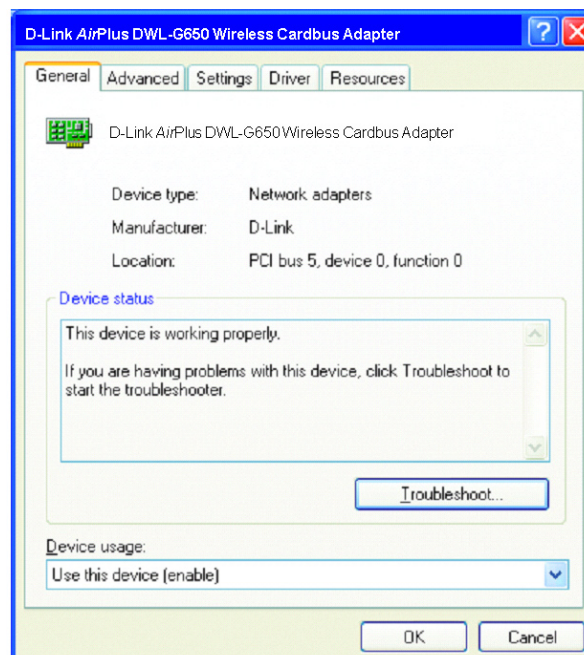 D-Link AirPlus DWL-G650 Wireless Cardbus Adapter
General Advanced Settings Driver Resources
D-Link AirPlus DWL-G650 Wireless Cardbus Adapter
Device type: Network adapters
Manufacturer: D-Link
Location: PCI bus 5, device 0, function 0
Device status
This device is working properly.
If you are having problems with this device, click Troubleshoot to
start the troubleshooter.
Troubleshoot...
Device usage:
Use this device (enable)
OK Cancel